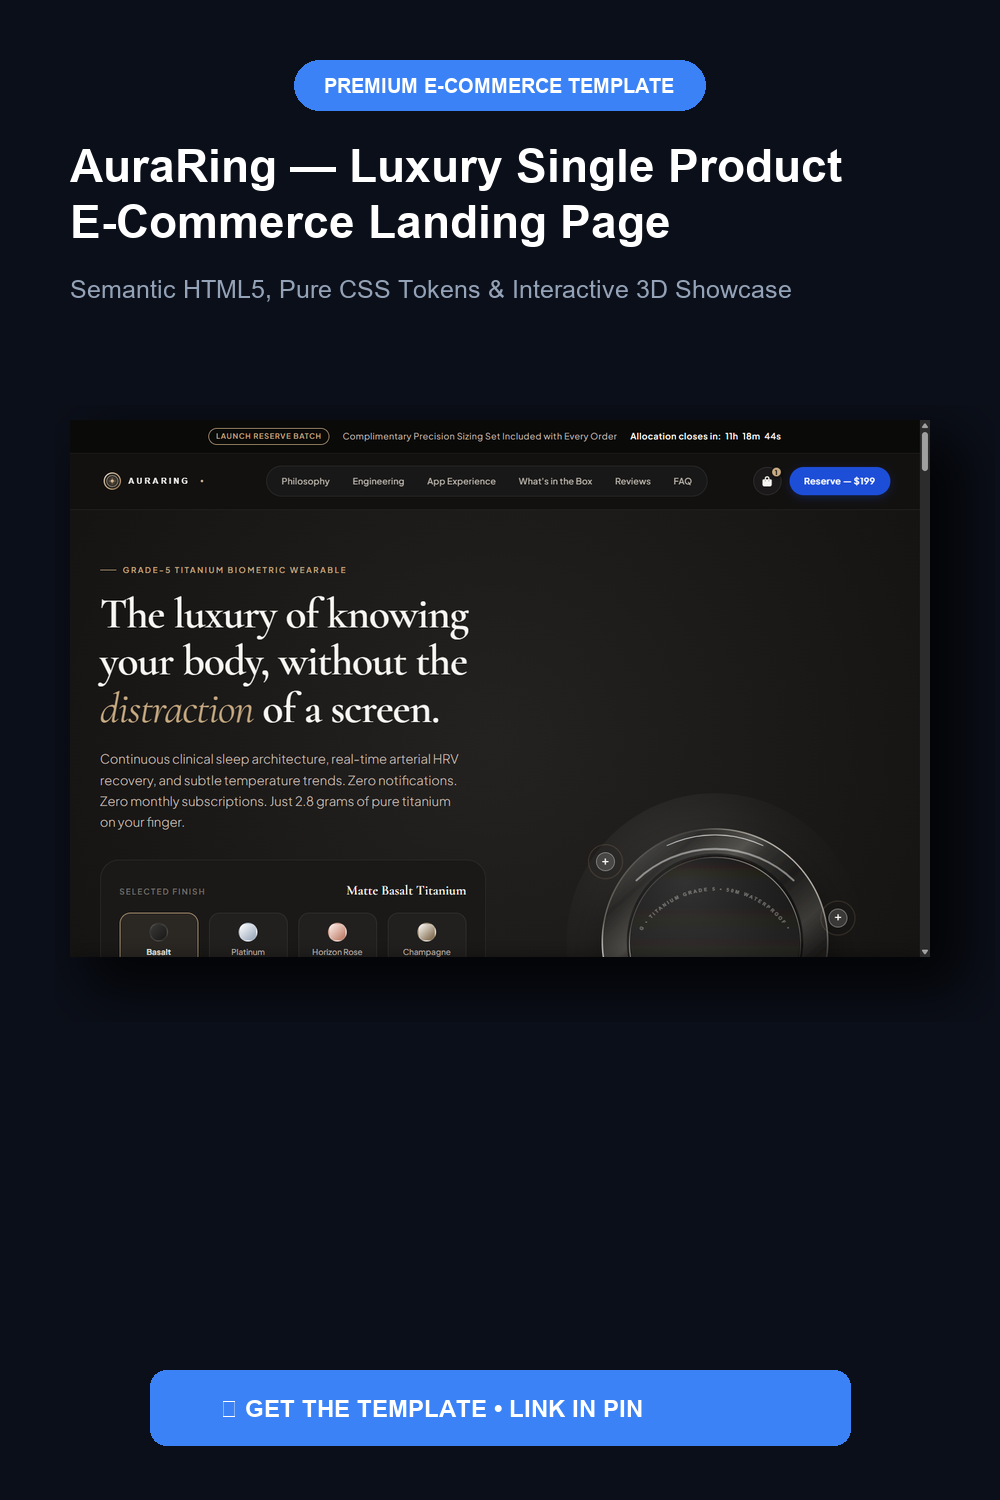 PREMIUM E-COMMERCE TEMPLATE
AuraRing — Luxury Single Product
E-Commerce Landing Page
Semantic HTML5, Pure CSS Tokens & Interactive 3D Showcase
LAUNCH RESERVE BATCH Complimentary Precision Sizing Set Included with Every Order Allocation closes in: 11h 18m 44s
AURARING Philosophy Engineering App Experience What's in the Box Reviews FAQ 1 Reserve — $199
GRADE-5 TITANIUM BIOMETRIC WEARABLE
The luxury of knowing
your body, without the
distraction of a screen.
Continuous clinical sleep architecture, real-time arterial HRV
recovery, and subtle temperature trends. Zero notifications.
Zero monthly subscriptions. Just 2.8 grams of pure titanium
on your finger.
SELECTED FINISH Matte Basalt Titanium
Basalt Platinum Horizon Rose Champagne
• TITANIUM GRADE 5 • 50M WATERPROOF •
GET THE TEMPLATE • LINK IN PIN